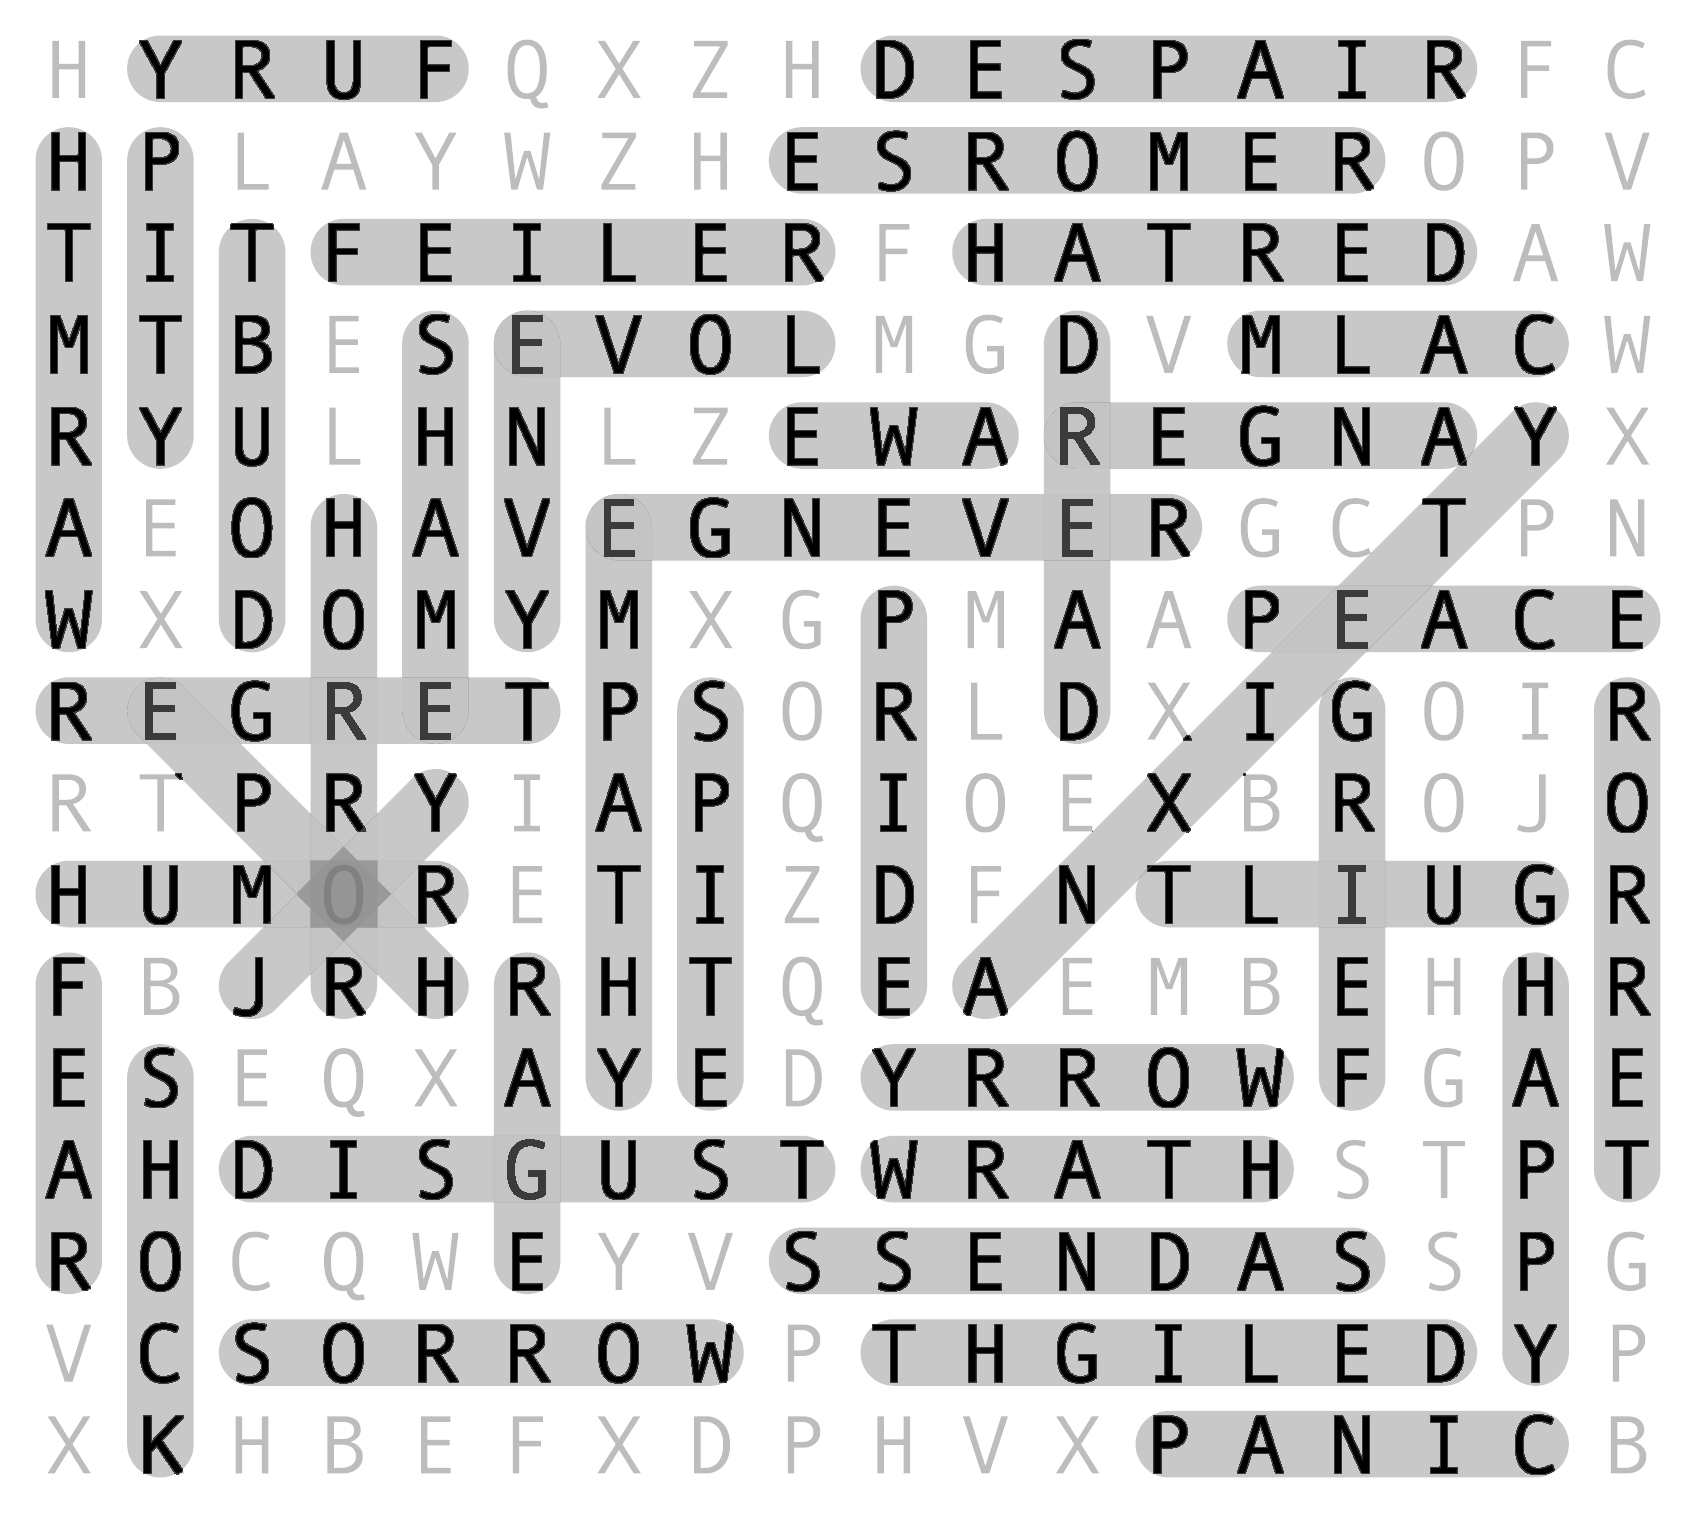 H Y R U F Q X Z H D E S P A I R F C
H P L A Y W Z H E S R O M E R O P V
T I T F E I L E R F H A T R E D A W
M T B E S E V O L M G D V M L A C W
R Y U L H N L Z E W A R E G N A Y X
A E O H A V E G N E V E R G C T P N
W X D O M Y M X G P M A A P E A C E
R E G R E T P S O R L D X I G O I R
R T P R Y I A P Q I O E X B R O J O
H U M O R E T I Z D F N T L I U G R
F B J R H R H T Q E A E M B E H H R
E S E Q X A Y E D Y R R O W F G A E
A H D I S G U S T W R A T H S T P T
R O C Q W E Y V S S E N D A S S P G
V C S O R R O W P T H G I L E D Y P
X K H B E F X D P H V X P A N I C B